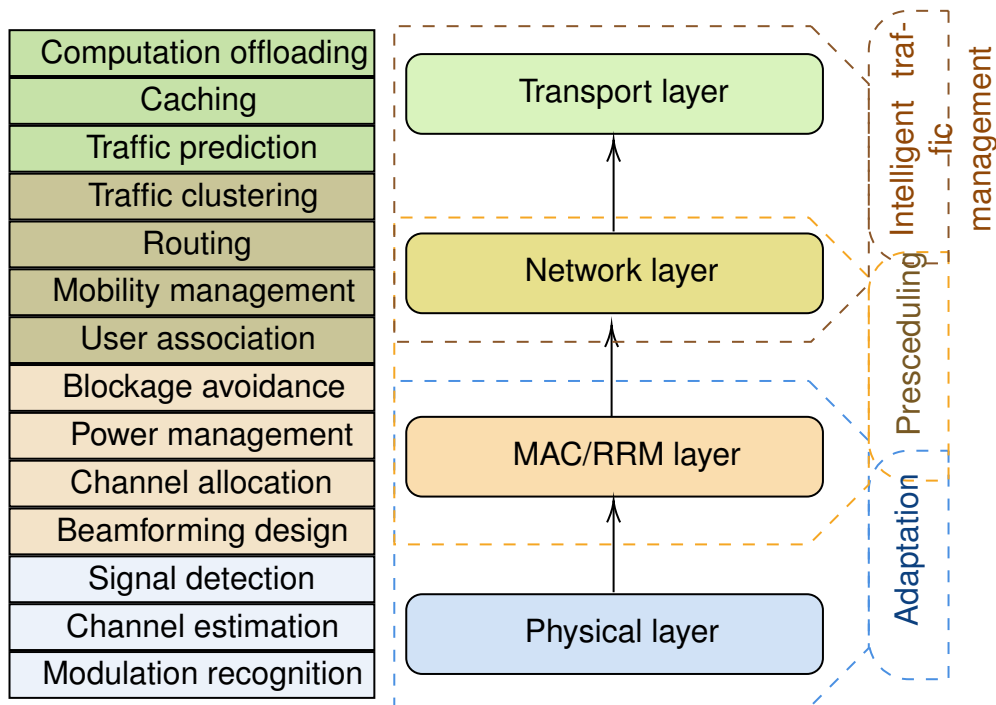 Computation offloading
Caching
Traffic prediction
Traffic clustering
Routing
Mobility management
User association
Blockage avoidance
Power management
Channel allocation
Beamforming design
Signal detection
Channel estimation
Modulation recognition
Transport layer
Network layer
MAC/RRM layer
Physical layer
Intelligent traf-
fic
management
Presceduling
Adaptation